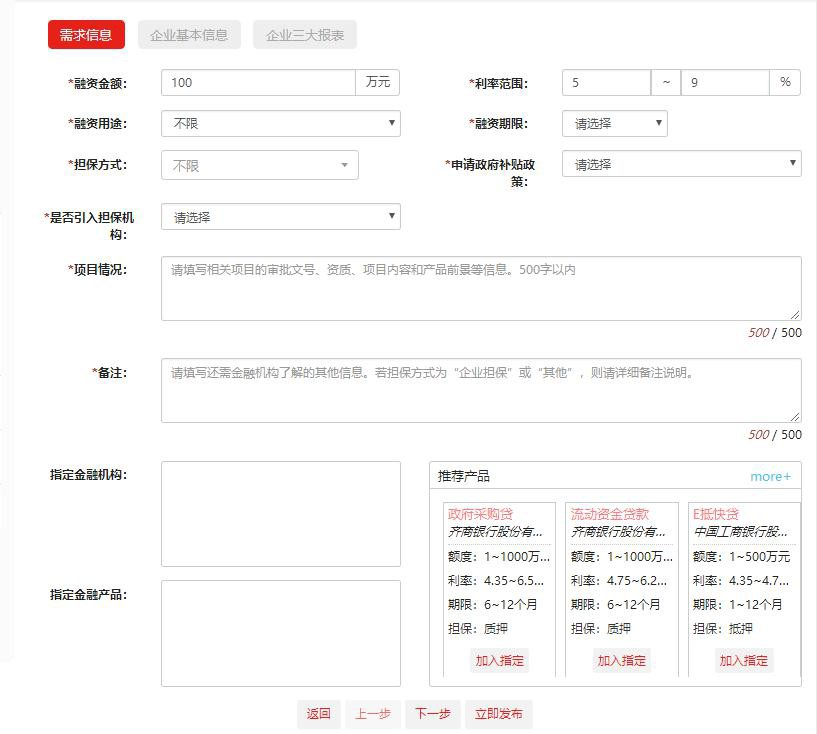 需求信息 企业基本信息 企业三大报表
*融资金额： 100 万元 *利率范围： 5 ~ 9 %
*融资用途： 不限 *融资期限： 请选择
*担保方式： 不限 *申请政府补贴政
策： 请选择
*是否引入担保机
构： 请选择
*项目情况： 请填写相关项目的审批文号、资质、项目内容和产品前景等信息。500字以内
500 / 500
*备注： 请填写还需金融机构了解的其他信息。若担保方式为“企业担保”或“其他”，则请详细备注说明。
500 / 500
指定金融机构：
推荐产品 more+
政府采购贷 流动资金贷款 E抵快贷
齐商银行股份有... 齐商银行股份有... 中国工商银行股...
额度：1~1000万... 额度：1~1000万... 额度：1~500万元
利率：4.35~6.5... 利率：4.75~6.2... 利率：4.35~4.7...
期限：6~12个月 期限：6~12个月 期限：1~12个月
担保：质押 担保：质押 担保：抵押
加入指定 加入指定 加入指定
指定金融产品：
返回 上一步 下一步 立即发布